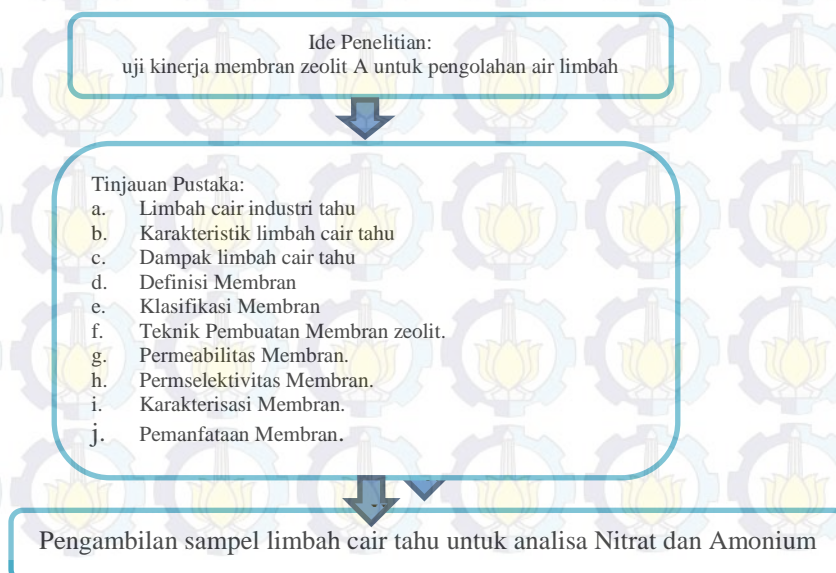 Ide Penelitian:
uji kinerja membran zeolit A untuk pengolahan air limbah
Tinjauan Pustaka:
a. Limbah cair industri tahu
b. Karakteristik limbah cair tahu
c. Dampak limbah cair tahu
d. Definisi Membran
e. Klasifikasi Membran
f. Teknik Pembuatan Membran zeolit.
g. Permeabilitas Membran.
h. Permselektivitas Membran.
i. Karakterisasi Membran.
j. Pemanfataan Membran.
Pengambilan sampel limbah cair tahu untuk analisa Nitrat dan Amonium